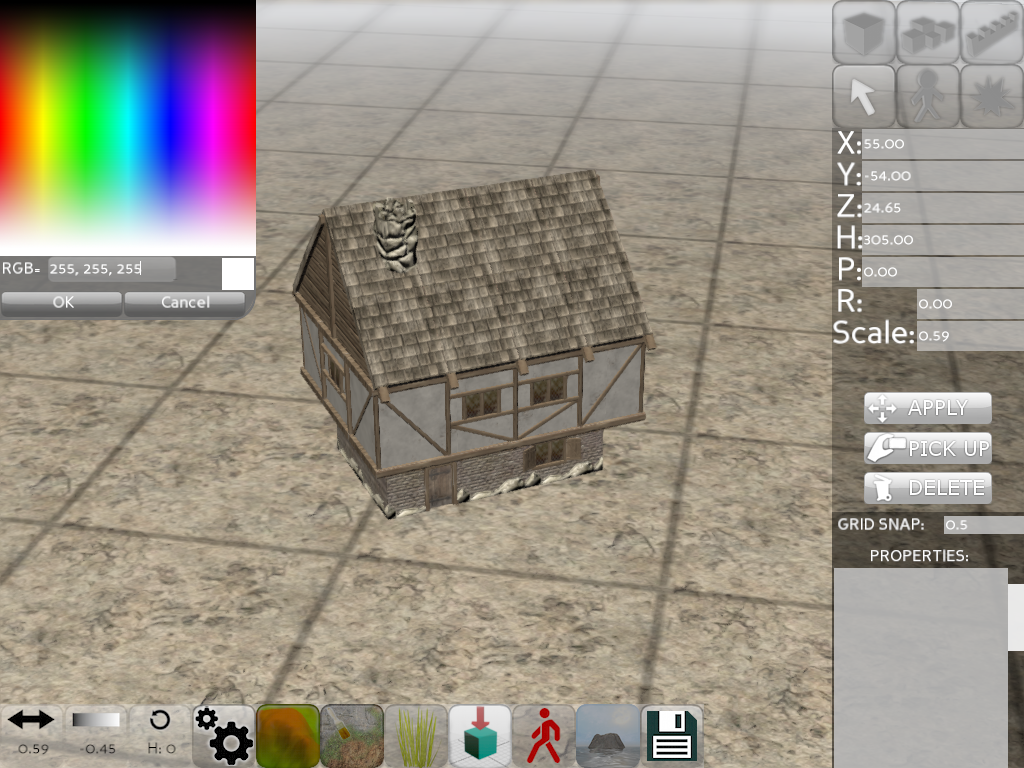 RGB= 255, 255, 255
OK Cancel
X: 55.00
Y: -54.00
Z: 24.65
H: 305.00
P: 0.00
R: 0.00
Scale: 0.59
APPLY
PICK UP
DELETE
GRID SNAP: 0.5
PROPERTIES:
0.59 -0.45 H: 0